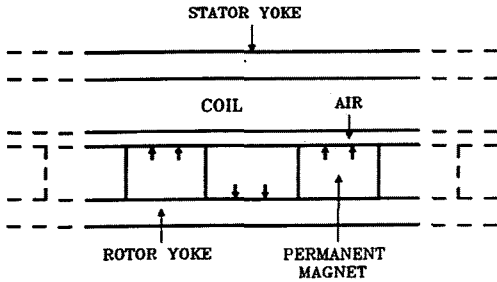 STATOR YOKE
COIL
AIR
ROTOR YOKE
PERMANENT
MAGNET